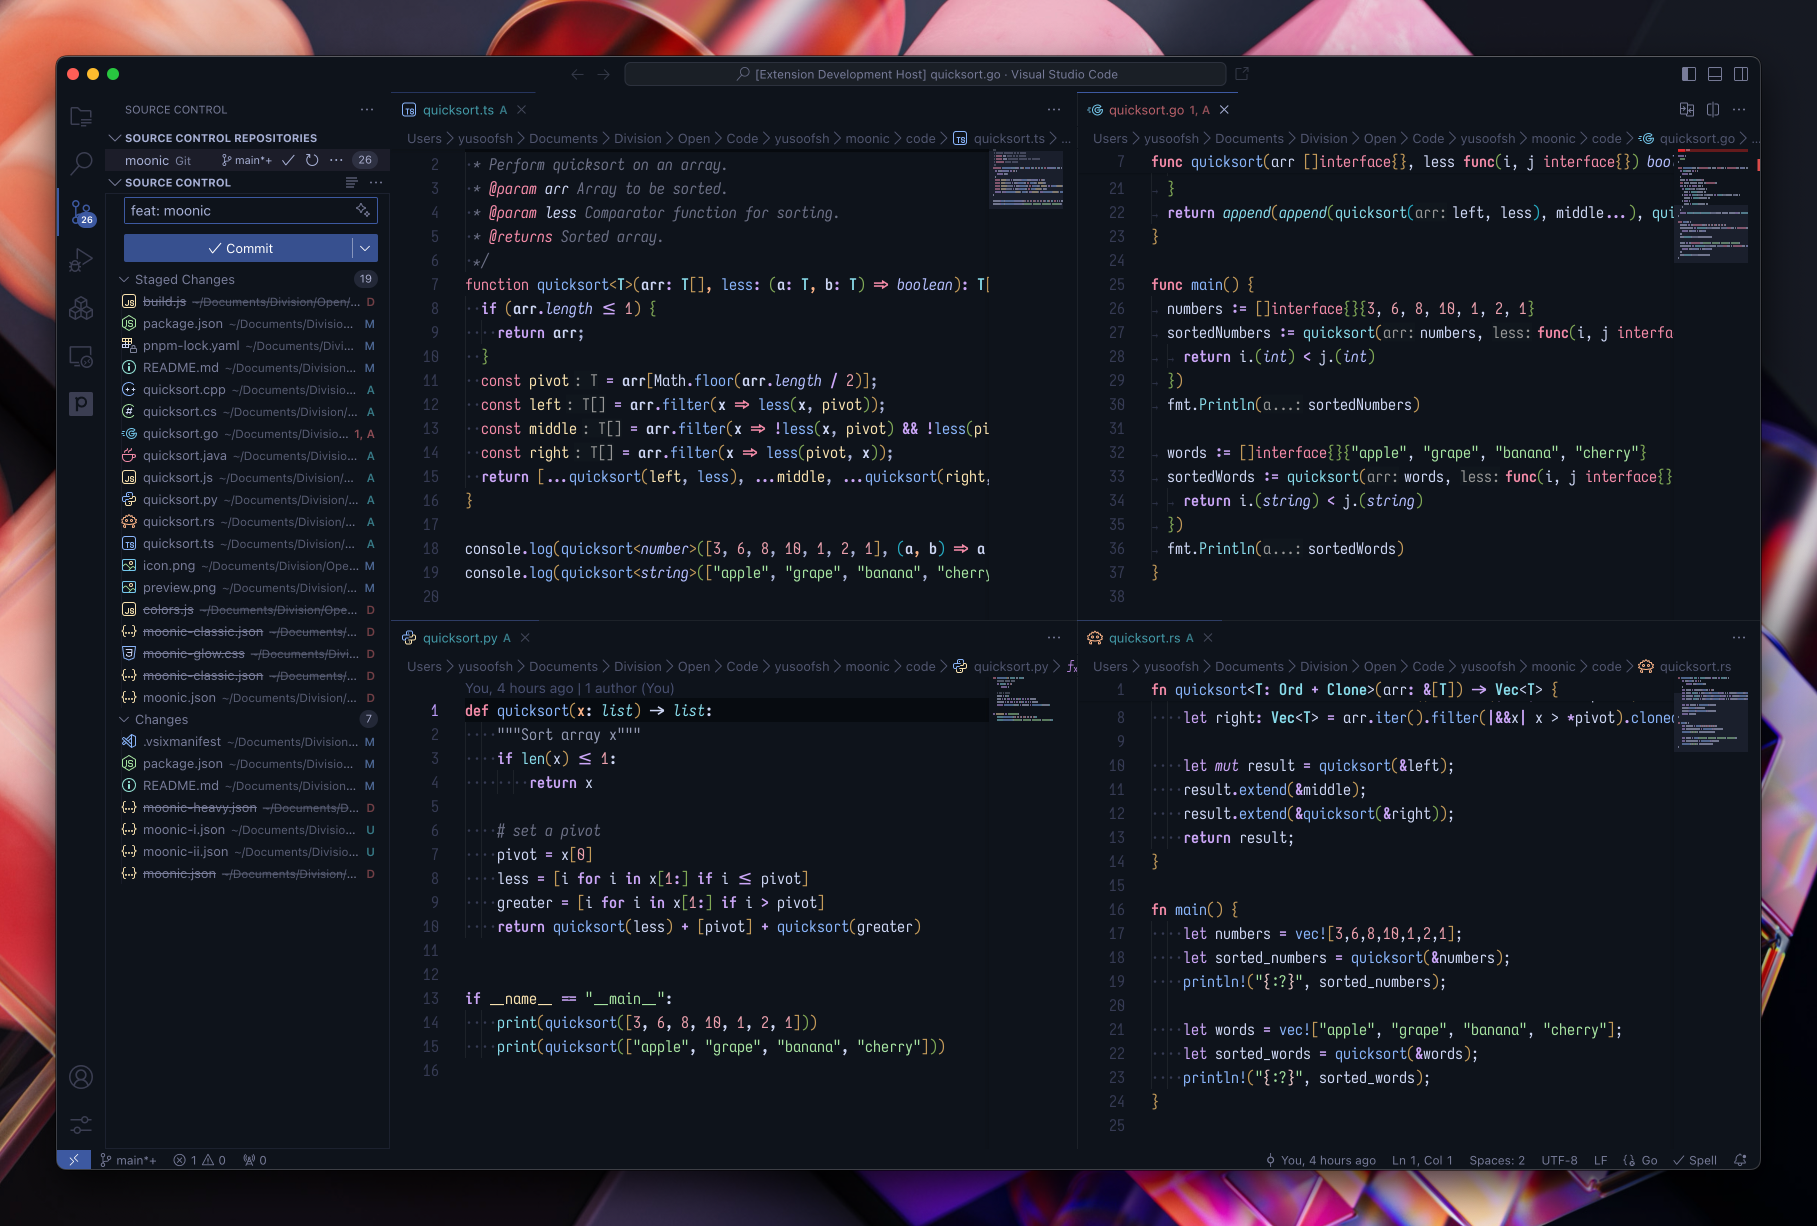 [Extension Development Host] quicksort.go · Visual Studio Code
SOURCE CONTROL
SOURCE CONTROL REPOSITORIES
moonic Git main*+ 26
SOURCE CONTROL
feat: moonic
Commit
26
Staged Changes 19
build.js ~/Documents/Division/Open/... D
package.json ~/Documents/Divisio... M
pnpm-lock.yaml ~/Documents/Divi... M
README.md ~/Documents/Division... M
quicksort.cpp ~/Documents/Division... A
quicksort.cs ~/Documents/Division... A
quicksort.go ~/Documents/Divisio... 1, A
quicksort.java ~/Documents/Division... A
quicksort.js ~/Documents/Division/... A
quicksort.py ~/Documents/Division/... A
quicksort.rs ~/Documents/Division/... A
quicksort.ts ~/Documents/Division/... A
icon.png ~/Documents/Division/Ope... M
preview.png ~/Documents/Division/... M
colors.js ~/Documents/Division/Ope... D
moonic-classic.json ~/Documents/... D
moonic-glow.css ~/Documents/Divi... D
moonic-classic.json ~/Documents/... D
moonic.json ~/Documents/Division/... M
Changes 7
.vsixmanifest ~/Documents/Division... M
package.json ~/Documents/Divisio... M
README.md ~/Documents/Division... M
moonic-heavy.json ~/Documents/D... D
moonic-i.json ~/Documents/Divisio... U
moonic-ii.json ~/Documents/Divisio... U
moonic.json ~/Documents/Division/... D
quicksort.ts A
Users > yusoofsh > Documents > Division > Open > Code > yusoofsh > moonic > code > quicksort.ts > ...
2 * Perform quicksort on an array.
3 * @param arr Array to be sorted.
4 * @param less Comparator function for sorting.
5 * @returns Sorted array.
6 */
7 function quicksort<T>(arr: T[], less: (a: T, b: T) => boolean): T[
8 if (arr.length <= 1) {
9 return arr;
10 }
11 const pivot: T = arr[Math.floor(arr.length / 2)];
12 const left: T[] = arr.filter(x => less(x, pivot));
13 const middle: T[] = arr.filter(x => !less(x, pivot) && !less(pi
14 const right: T[] = arr.filter(x => less(pivot, x));
15 return [...quicksort(left, less), ...middle, ...quicksort(right,
16 }
17
18 console.log(quicksort<number>([3, 6, 8, 10, 1, 2, 1], (a, b) => a
19 console.log(quicksort<string>(["apple", "grape", "banana", "cherry
20
quicksort.go 1, A
Users > yusoofsh > Documents > Division > Open > Code > yusoofsh > moonic > code > quicksort.go > ...
7 func quicksort(arr []interface{}, less func(i, j interface{}) boo
21 }
22 return append(append(quicksort(arr: left, less), middle...), qui
23 }
24
25 func main() {
26 numbers := []interface{}{3, 6, 8, 10, 1, 2, 1}
27 sortedNumbers := quicksort(arr: numbers, less: func(i, j interfa
28 return i.(int) < j.(int)
29 })
30 fmt.Println(a...: sortedNumbers)
31
32 words := []interface{}{"apple", "grape", "banana", "cherry"}
33 sortedWords := quicksort(arr: words, less: func(i, j interface{}
34 return i.(string) < j.(string)
35 })
36 fmt.Println(a...: sortedWords)
37 }
38
quicksort.py A
Users > yusoofsh > Documents > Division > Open > Code > yusoofsh > moonic > code > quicksort.py >
You, 4 hours ago | 1 author (You)
1 def quicksort(x: list) -> list:
2 """Sort array x"""
3 if len(x) <= 1:
4 return x
5
6 # set a pivot
7 pivot = x[0]
8 less = [i for i in x[1:] if i <= pivot]
9 greater = [i for i in x[1:] if i > pivot]
10 return quicksort(less) + [pivot] + quicksort(greater)
11
12
13 if __name__ == "__main__":
14 print(quicksort([3, 6, 8, 10, 1, 2, 1]))
15 print(quicksort(["apple", "grape", "banana", "cherry"]))
16
quicksort.rs A
Users > yusoofsh > Documents > Division > Open > Code > yusoofsh > moonic > code > quicksort.rs
1 fn quicksort<T: Ord + Clone>(arr: &[T]) -> Vec<T> {
8 let right: Vec<T> = arr.iter().filter(|&&x| x > *pivot).cloned
9
10 let mut result = quicksort(&left);
11 result.extend(&middle);
12 result.extend(&quicksort(&right));
13 return result;
14 }
15
16 fn main() {
17 let numbers = vec![3,6,8,10,1,2,1];
18 let sorted_numbers = quicksort(&numbers);
19 println!("{:?}", sorted_numbers);
20
21 let words = vec!["apple", "grape", "banana", "cherry"];
22 let sorted_words = quicksort(&words);
23 println!("{:?}", sorted_words);
24 }
25
main*+ 1 0 0
You, 4 hours ago Ln 1, Col 1 Spaces: 2 UTF-8 LF Go Spell